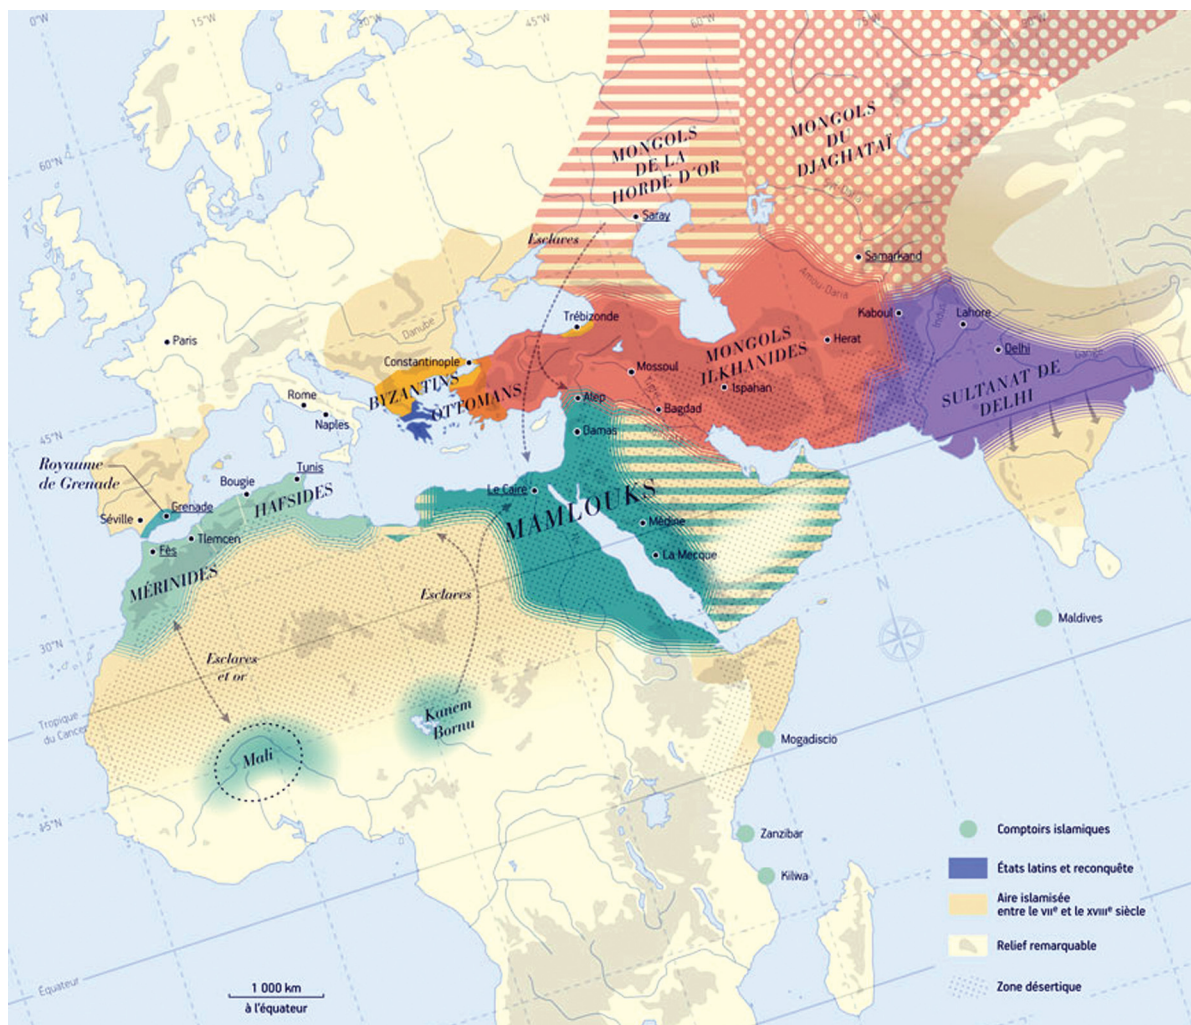 0°W
15°W
30°W
45°W
60°W
75°W
90°W
60°N
45°N
30°N
15°N
MONGOLS
DE LA
HORDE D'OR
MONGOLS
DU
DJAGHATAÏ
Saray
Esclaves
Samarkand
Amou-Daria
Danube
Trébizonde
Kaboul
Indus
Lahore
Paris
Constantinople
Herat
Delhi
Gange
Mossoul
MONGOLS
ILKHANIDES
Ispahan
BYZANTINS
OTTOMANS
SULTANAT DE
DELHI
Rome
Naples
Alep
Bagdad
Damas
Royaume
de Grenade
Tunis
Bougie
HAFSIDES
Le Caire
MAMLOUKS
Grenade
Séville
Médine
Fès
Tlemcen
La Mecque
MÉRINIDES
Esclaves
N
Maldives
Esclaves
et or
Tropique
du Cancer
Kanem
Bornu
Mogadiscio
Mali
Zanzibar
Kilwa
Équateur
1 000 km
à l'équateur
Comptoirs islamiques
États latins et reconquête
Aire islamisée
entre le VIIe et le XVIIIe siècle
Relief remarquable
Zone désertique